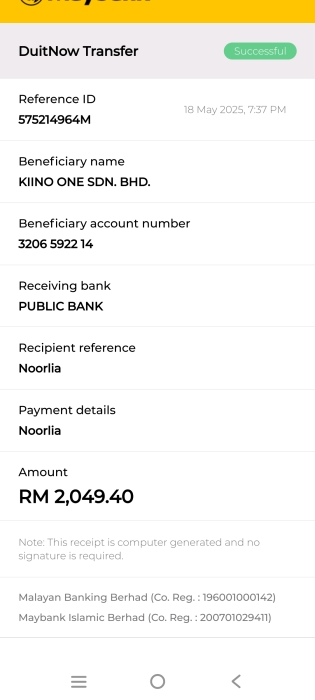 DuitNow Transfer
Successful
Reference ID
18 May 2025, 7:37 PM
575214964M
Beneficiary name
KIINO ONE SDN. BHD.
Beneficiary account number
3206 5922 14
Receiving bank
PUBLIC BANK
Recipient reference
Noorlia
Payment details
Noorlia
Amount
RM 2,049.40
Note: This receipt is computer generated and no
signature is required.
Malayan Banking Berhad (Co. Reg. : 196001000142)
Maybank Islamic Berhad (Co. Reg. : 200701029411)